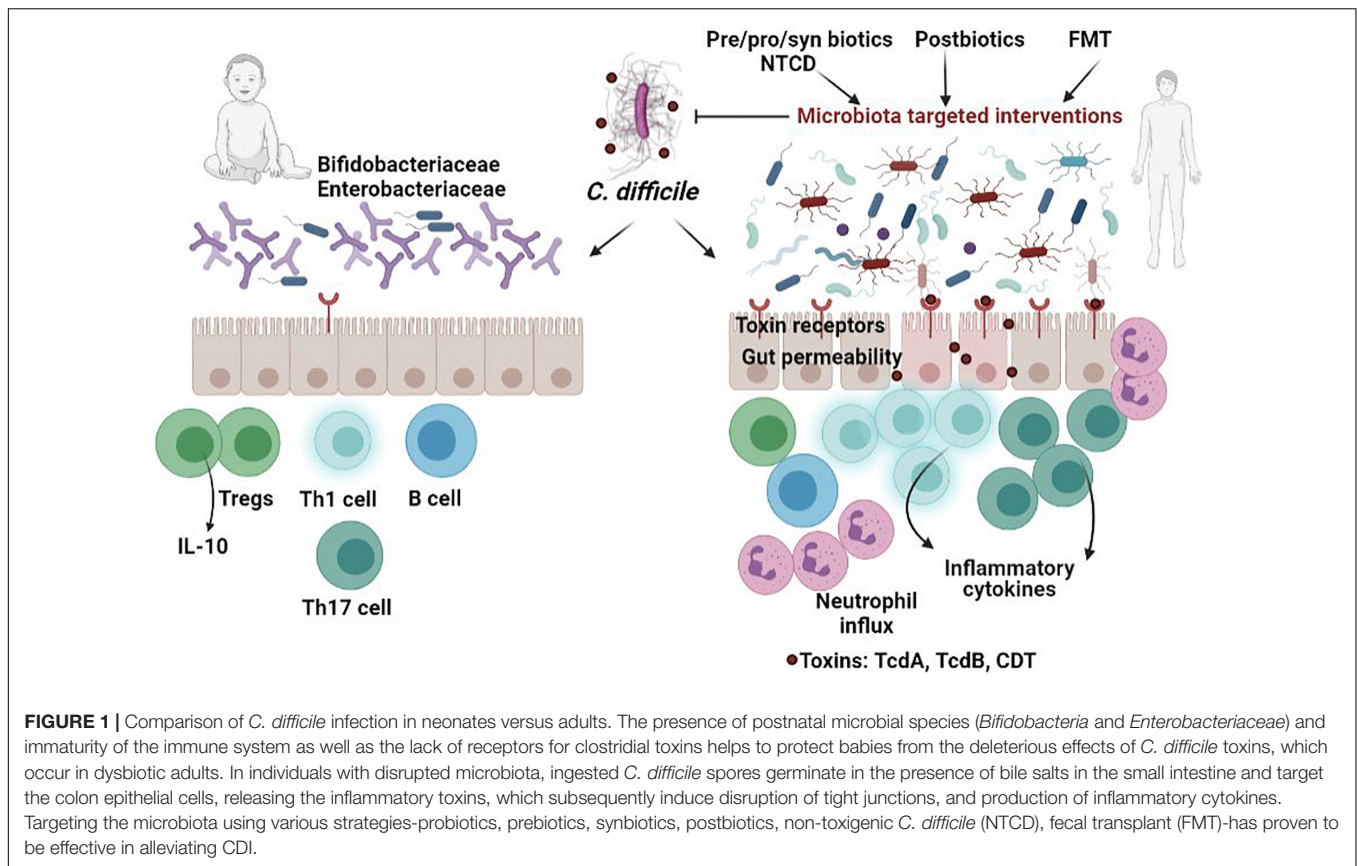 Pre/pro/syn biotics
NTCD
Postbiotics
FMT
Microbiota targeted interventions
Bifidobacteriaceae
Enterobacteriaceae
C. difficile
Toxin receptors
Gut permeability
Tregs
Th1 cell
B cell
IL-10
Th17 cell
Inflammatory
cytokines
Neutrophil
influx
Toxins: TcdA, TcdB, CDT
FIGURE 1 | Comparison of C. difficile infection in neonates versus adults. The presence of postnatal microbial species (Bifidobacteria and Enterobacteriaceae) and
immaturity of the immune system as well as the lack of receptors for clostridial toxins helps to protect babies from the deleterious effects of C. difficile toxins, which
occur in dysbiotic adults. In individuals with disrupted microbiota, ingested C. difficile spores germinate in the presence of bile salts in the small intestine and target
the colon epithelial cells, releasing the inflammatory toxins, which subsequently induce disruption of tight junctions, and production of inflammatory cytokines.
Targeting the microbiota using various strategies-probiotics, prebiotics, synbiotics, postbiotics, non-toxigenic C. difficile (NTCD), fecal transplant (FMT)-has proven to
be effective in alleviating CDI.